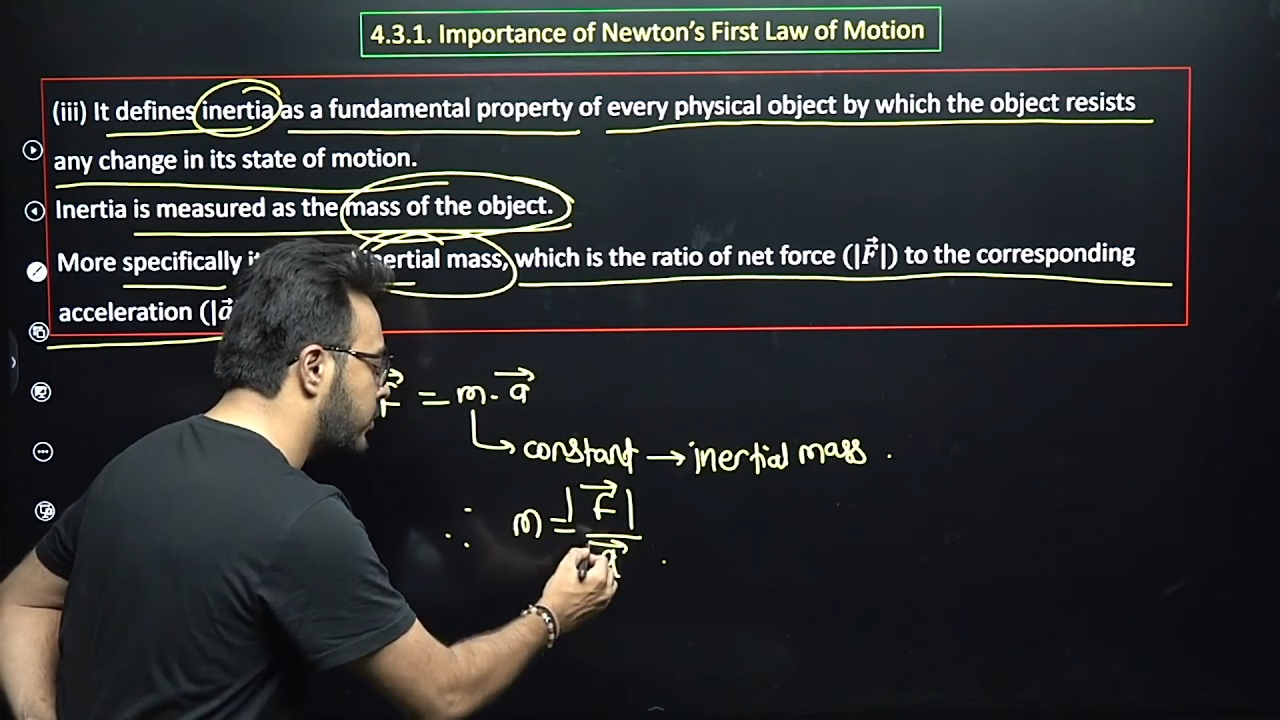 4.3.1. Importance of Newton's First Law of Motion
(iii) It defines inertia as a fundamental property of every physical object by which the object resists
any change in its state of motion.
Inertia is measured as the mass of the object.
More specifically inertial mass, which is the ratio of net force (|F⃗|) to the corresponding
acceleration (|a⃗
F⃗ = m. a⃗
constant → inertial mass.
∴ m = |F⃗|
a⃗